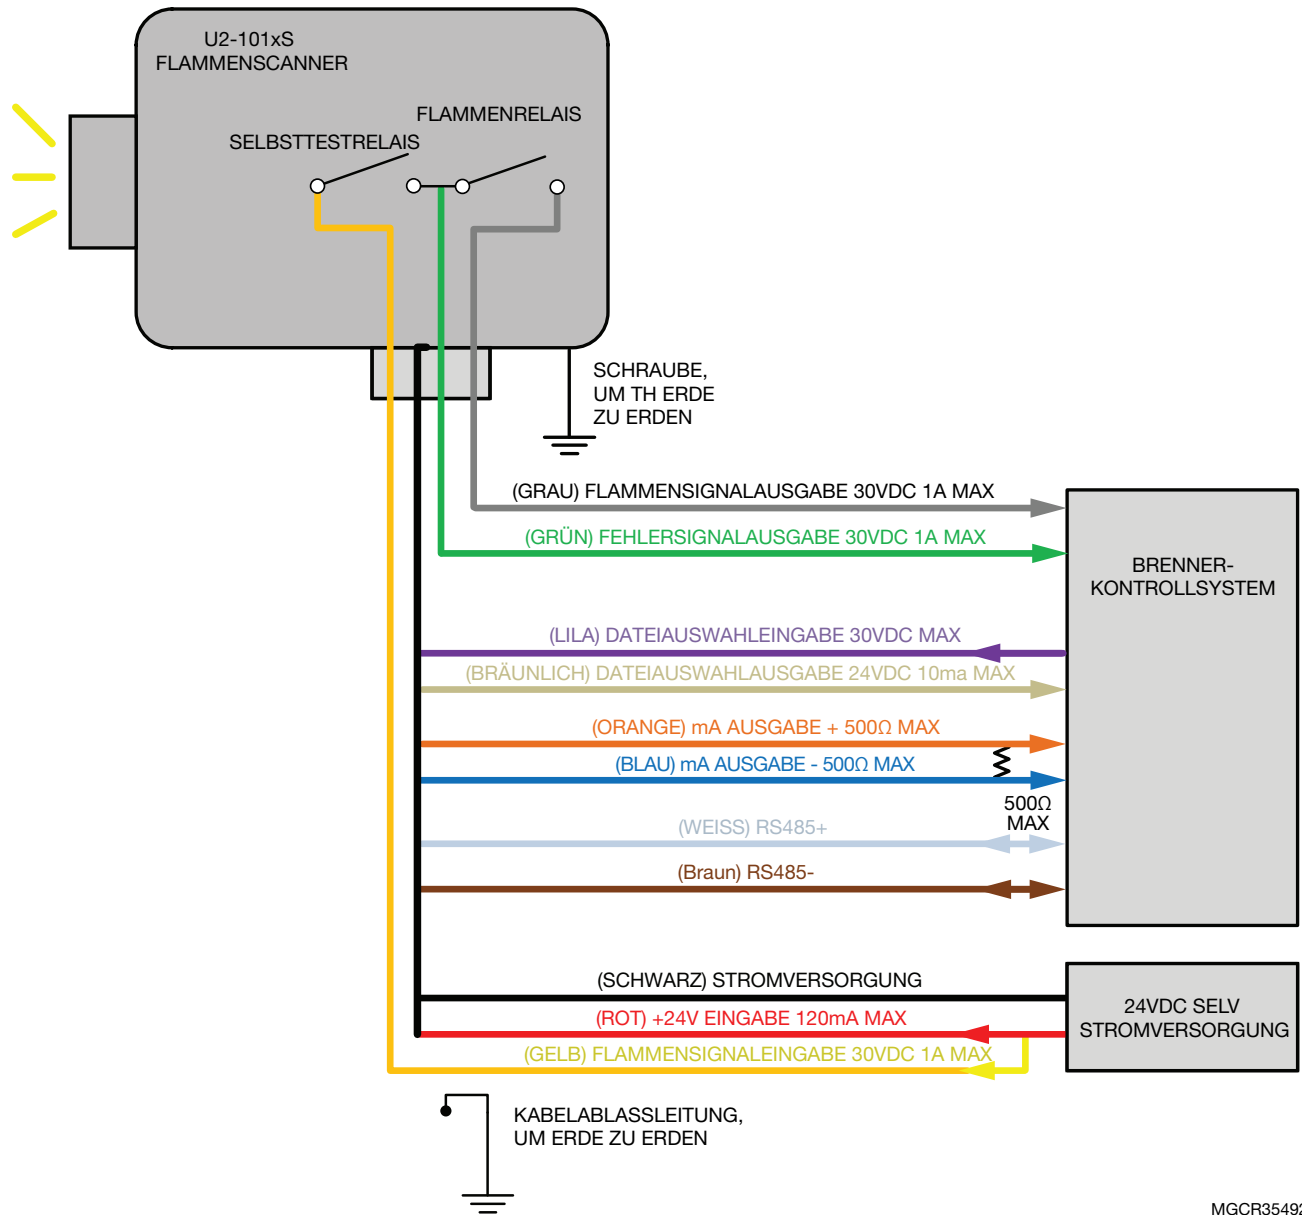 U2-101xS
FLAMMENSCANNER
FLAMMENRELAIS
SELBSTTESTRELAIS
SCHRAUBE,
UM TH ERDE
ZU ERDEN
(GRAU) FLAMMENSIGNALAUSGABE 30VDC 1A MAX
(GRÜN) FEHLERSIGNALAUSGABE 30VDC 1A MAX
BRENNER-
KONTROLLSYSTEM
(LILA) DATEIAUSWAHLEINGABE 30VDC MAX
(BRÄUNLICH) DATEIAUSWAHLAUSGABE 24VDC 10ma MAX
(ORANGE) mA AUSGABE + 500Ω MAX
(BLAU) mA AUSGABE - 500Ω MAX
500Ω
MAX
(WEISS) RS485+
(Braun) RS485-
(SCHWARZ) STROMVERSORGUNG
(ROT) +24V EINGABE 120mA MAX
(GELB) FLAMMENSIGNALEINGABE 30VDC 1A MAX
24VDC SELV
STROMVERSORGUNG
KABELABLASSLEITUNG,
UM ERDE ZU ERDEN
MGCR35492